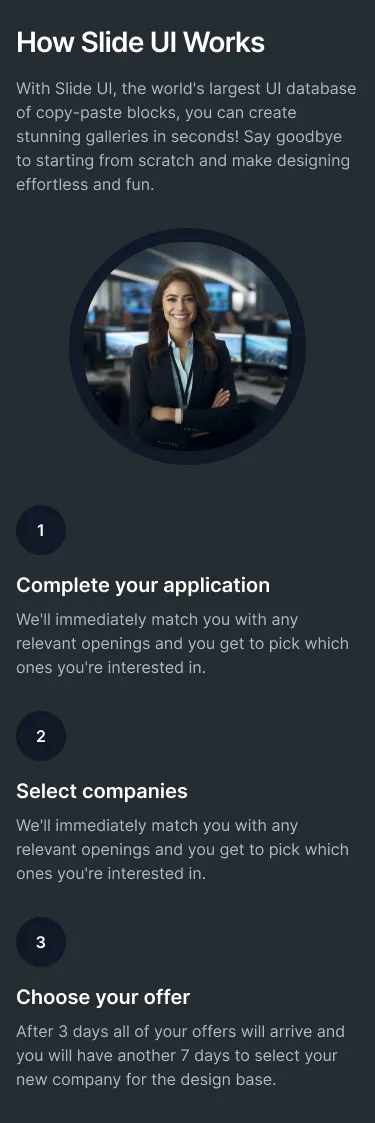 How Slide UI Works
With Slide UI, the world's largest UI database
of copy-paste blocks, you can create
stunning galleries in seconds! Say goodbye
to starting from scratch and make designing
effortless and fun.
1
Complete your application
We'll immediately match you with any
relevant openings and you get to pick which
ones you're interested in.
2
Select companies
We'll immediately match you with any
relevant openings and you get to pick which
ones you're interested in.
3
Choose your offer
After 3 days all of your offers will arrive and
you will have another 7 days to select your
new company for the design base.